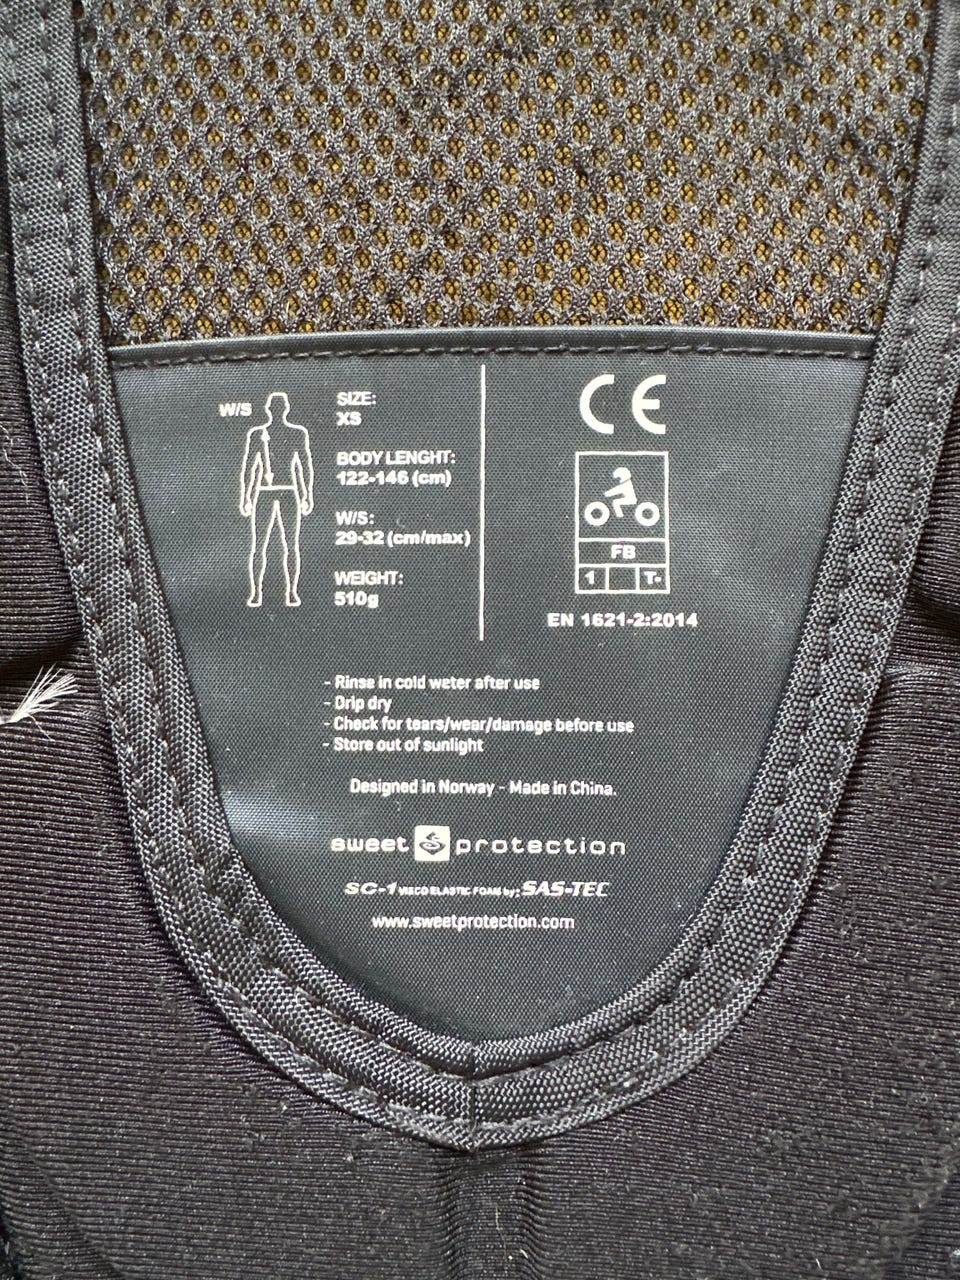 W/S
SIZE:
XS
BODY LENGHT:
122-146 (cm)
W/S:
29-32 (cm/max)
WEIGHT:
510g
CE
FB
1 T-
EN 1621-2:2014
- Rinse in cold water after use
- Drip dry
- Check for tears/wear/damage before use
- Store out of sunlight
Designed in Norway - Made in China.
sweet protection
SC-1 VISCO ELASTIC FOAM by: SAS-TEC
www.sweetprotection.com